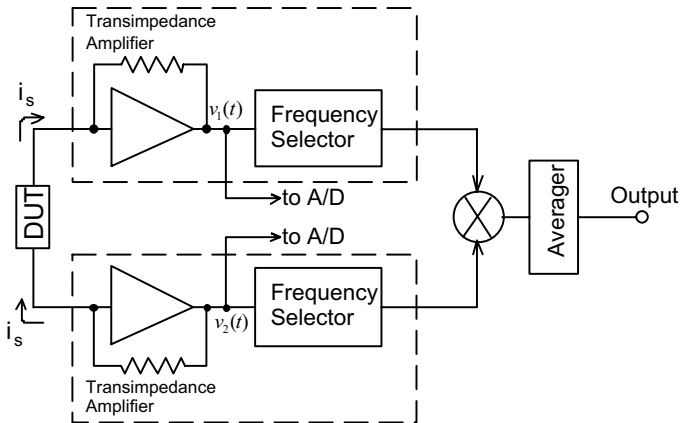 Transimpedance
Amplifier
i_s
v_1(t)
Frequency
Selector
to A/D
DUT
Output
Averager
to A/D
Frequency
Selector
i_s
v_2(t)
Transimpedance
Amplifier